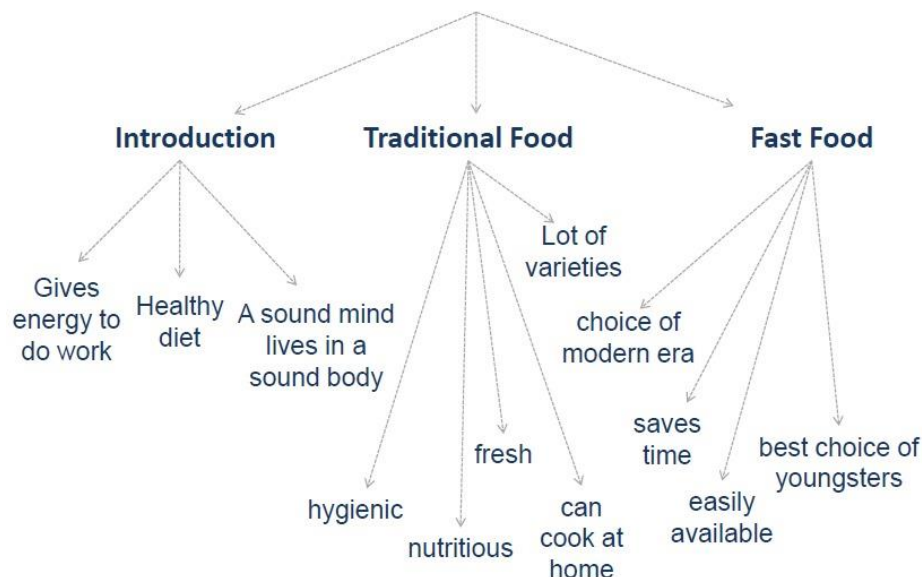 Introduction
Traditional Food
Fast Food
Gives
energy to
do work
Healthy
diet
A sound mind
lives in a
sound body
hygienic
nutritious
fresh
can
cook at
home
Lot of
varieties
choice of
modern era
saves
time
easily
available
best choice of
youngsters